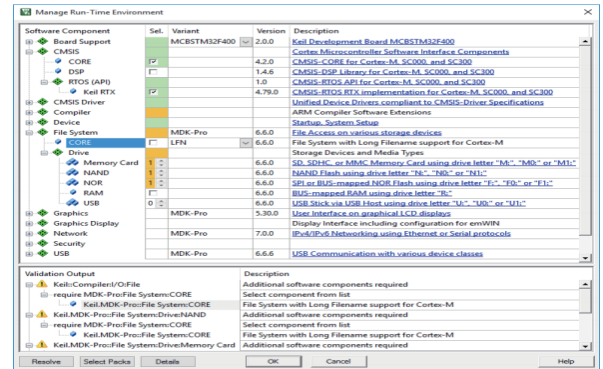 Manage Run-Time Environment
Software Component Sel. Variant Version Description
Board Support MCBSTM32F400 2.0.0 Keil Development Board MCBSTM32F400
CMSIS Cortex Microcontroller Software Interface Components
CORE 4.2.0 CMSIS-CORE for Cortex-M, SC000, and SC300
DSP 1.4.6 CMSIS-DSP Library for Cortex-M, SC000, and SC300
RTOS (API) 1.0 CMSIS-RTOS API for Cortex-M, SC000, and SC300
Keil RTX 4.79.0 CMSIS-RTOS RTX implementation for Cortex-M, SC000, and SC300
CMSIS Driver Unified Device Drivers compliant to CMSIS-Driver Specifications
Compiler ARM Compiler Software Extensions
Device Startup, System Setup
File System MDK-Pro 6.6.0 File Access on various storage devices
CORE LFN 6.6.0 File System with Long Filename support for Cortex-M
Drive Storage Devices and Media Types
Memory Card 1 6.6.0 SD, SDHC, or MMC Memory Card using drive letter "M:", "M0:" or "M1:"
NAND 1 6.6.0 NAND Flash using drive letter "N:", "N0:" or "N1:"
NOR 1 6.6.0 SPI or BUS-mapped NOR Flash using drive letter "F:", "F0:" or "F1:"
RAM 6.6.0 BUS-mapped RAM using drive letter "R:"
USB 0 6.6.0 USB Stick via USB Host using drive letter "U:", "U0:" or "U1:"
Graphics MDK-Pro 5.30.0 User Interface on graphical LCD displays
Graphics Display Display Interface including configuration for emWIN
Network MDK-Pro 7.0.0 IPv4/IPv6 Networking using Ethernet or Serial protocols
Security
USB MDK-Pro 6.6.6 USB Communication with various device classes
Validation Output Description
Keil::Compiler:I/O:File Additional software components required
require MDK-Pro::File System:CORE Select component from list
Keil.MDK-Pro::File System:CORE File System with Long Filename support for Cortex-M
Keil.MDK-Pro::File System:Drive:NAND Additional software components required
require MDK-Pro::File System:CORE Select component from list
Keil.MDK-Pro::File System:CORE File System with Long Filename support for Cortex-M
Keil.MDK-Pro::File System:Drive:Memory Card Additional software components required
Resolve Select Packs Details OK Cancel Help